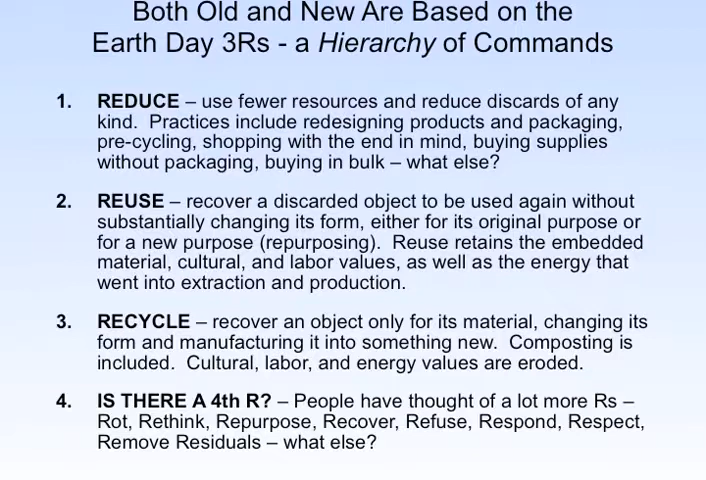 Both Old and New Are Based on the
Earth Day 3Rs - a Hierarchy of Commands
1. REDUCE – use fewer resources and reduce discards of any
kind. Practices include redesigning products and packaging,
pre-cycling, shopping with the end in mind, buying supplies
without packaging, buying in bulk – what else?
2. REUSE – recover a discarded object to be used again without
substantially changing its form, either for its original purpose or
for a new purpose (repurposing). Reuse retains the embedded
material, cultural, and labor values, as well as the energy that
went into extraction and production.
3. RECYCLE – recover an object only for its material, changing its
form and manufacturing it into something new. Composting is
included. Cultural, labor, and energy values are eroded.
4. IS THERE A 4th R? – People have thought of a lot more Rs –
Rot, Rethink, Repurpose, Recover, Refuse, Respond, Respect,
Remove Residuals – what else?